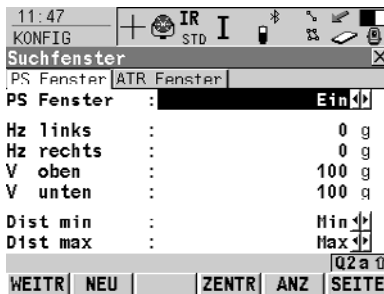 11:47
KONFIG
IR
STD
I
Suchfenster
PS Fenster ATR Fenster
PS Fenster : Ein
Hz links : 0 g
Hz rechts : 0 g
V oben : 100 g
V unten : 100 g
Dist min : Min
Dist max : Max
Q2a⇧
WEITR NEU ZENTR ANZ SEITE